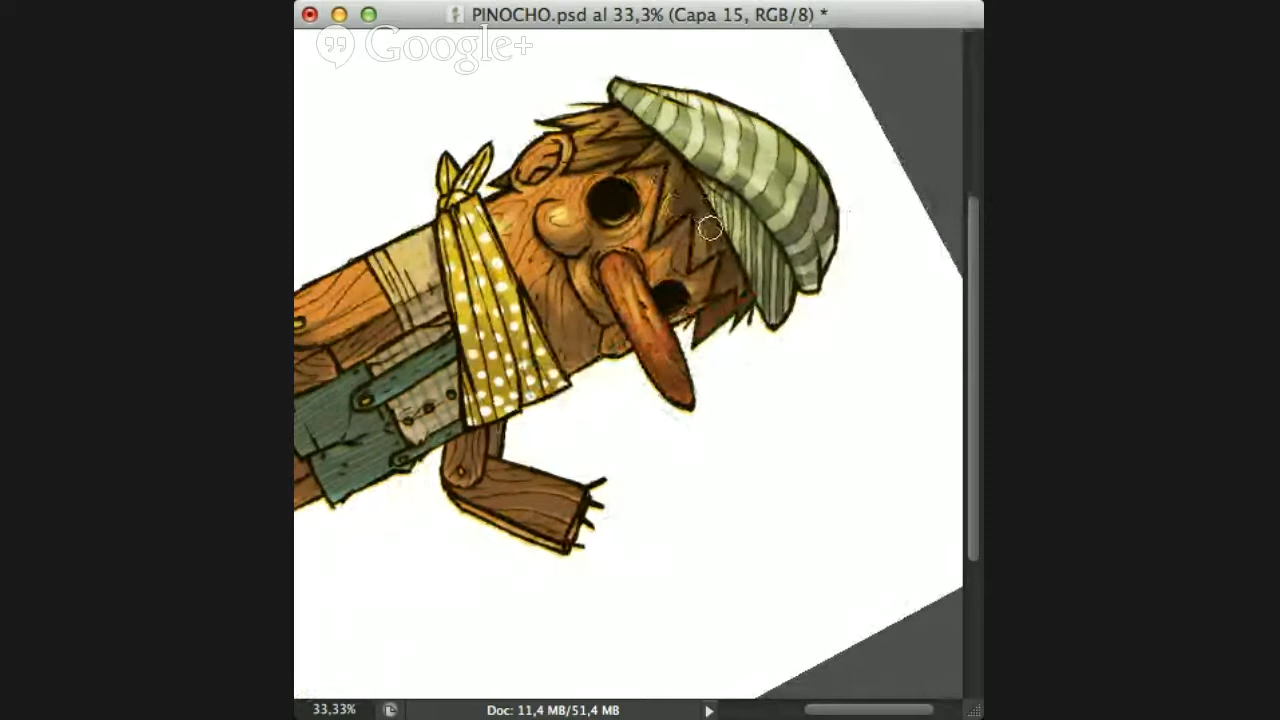 PINOCHO.psd al 33,3% (Capa 15, RGB/8) *
Google+
33,33%
Doc: 11,4 MB/51,4 MB